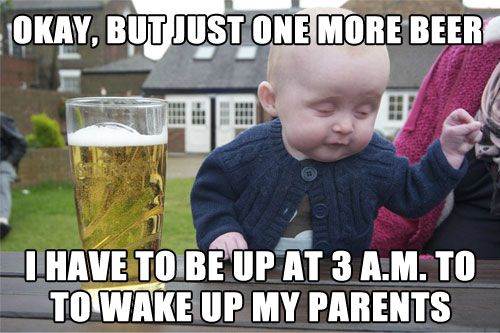 OKAY, BUT JUST ONE MORE BEER
I HAVE TO BE UP AT 3 A.M. TO
TO WAKE UP MY PARENTS